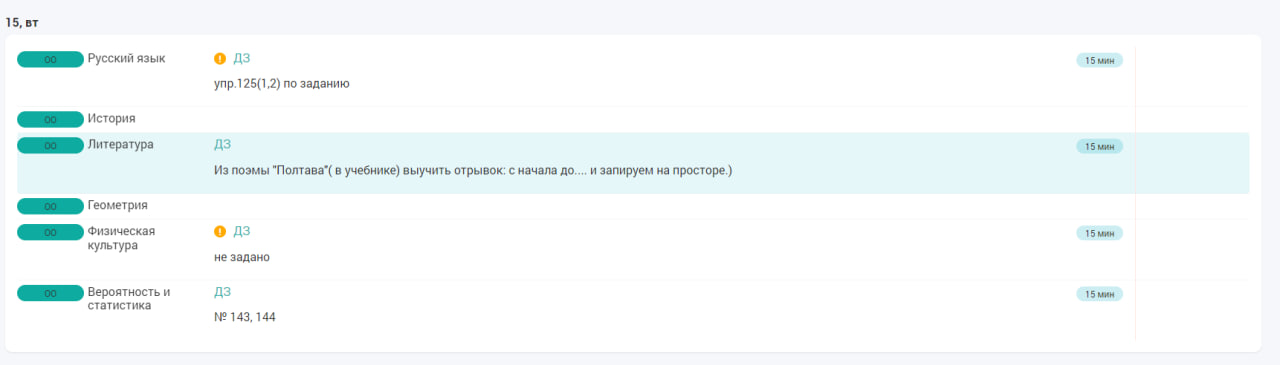 15, вт
ОО Русский язык ! ДЗ 15 мин
упр.125(1,2) по заданию
ОО История
ОО Литература ДЗ 15 мин
Из поэмы "Полтава"( в учебнике) выучить отрывок: с начала до.... и запируем на просторе.)
ОО Геометрия
ОО Физическая ! ДЗ 15 мин
культура
не задано
ОО Вероятность и ДЗ 15 мин
статистика
№ 143, 144